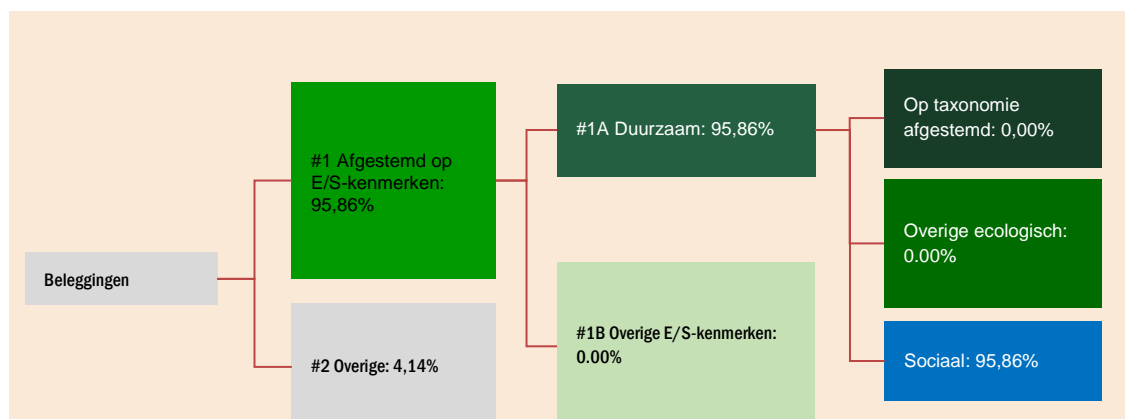 Beleggingen
#1 Afgestemd op
E/S-kenmerken:
95,86%
#2 Overige: 4,14%
#1A Duurzaam: 95,86%
#1B Overige E/S-kenmerken:
0.00%
Op taxonomie
afgestemd: 0,00%
Overige ecologisch:
0.00%
Sociaal: 95,86%